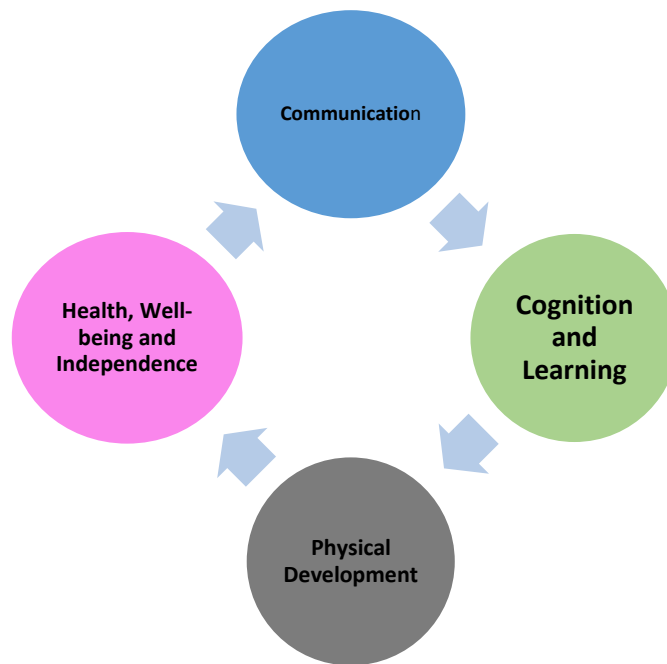 Communication
Cognition
and
Learning
Health, Well-
being and
Independence
Physical
Development